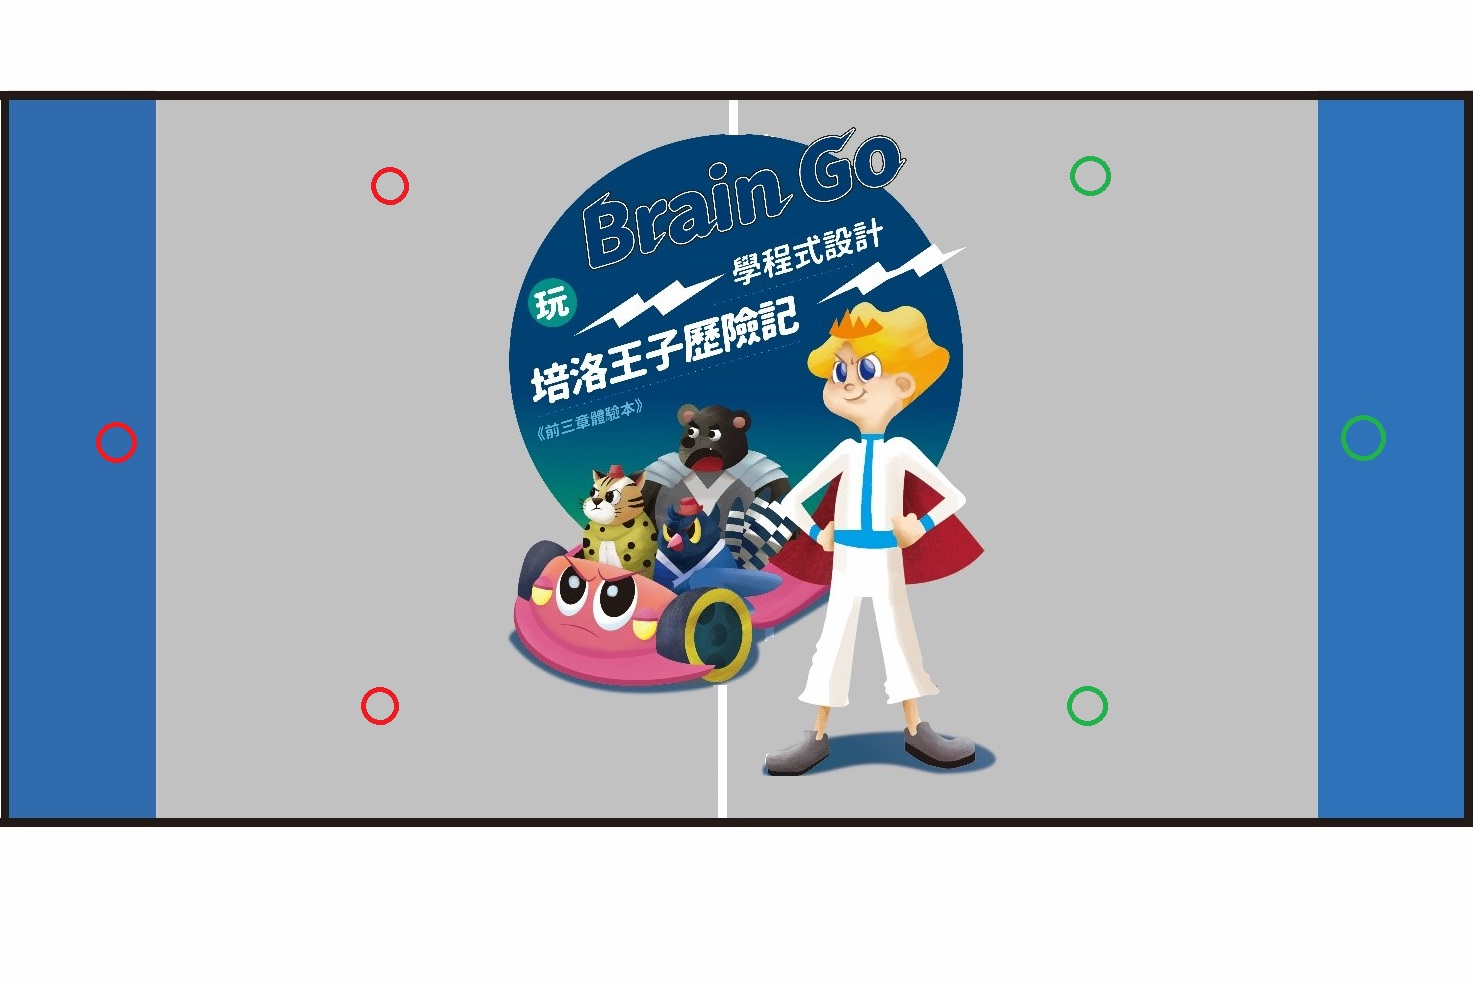 Brain Go
玩
學程式設計
培洛王子歷險記
《前三章體驗本》